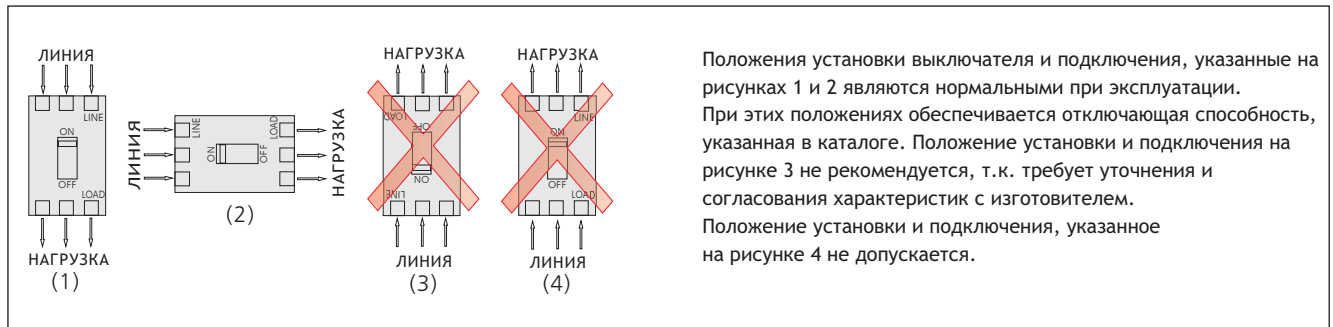 ЛИНИЯ
LINE
ON
OFF
LOAD
НАГРУЗКА
(1)
ЛИНИЯ
LINE
ON
OFF
LOAD
НАГРУЗКА
(2)
НАГРУЗКА
LOAD
OFF
ON
LINE
ЛИНИЯ
(3)
НАГРУЗКА
LINE
ON
OFF
LOAD
ЛИНИЯ
(4)
Положения установки выключателя и подключения, указанные на
рисунках 1 и 2 являются нормальными при эксплуатации.
При этих положениях обеспечивается отключающая способность,
указанная в каталоге. Положение установки и подключения на
рисунке 3 не рекомендуется, т.к. требует уточнения и
согласования характеристик с изготовителем.
Положение установки и подключения, указанное
на рисунке 4 не допускается.